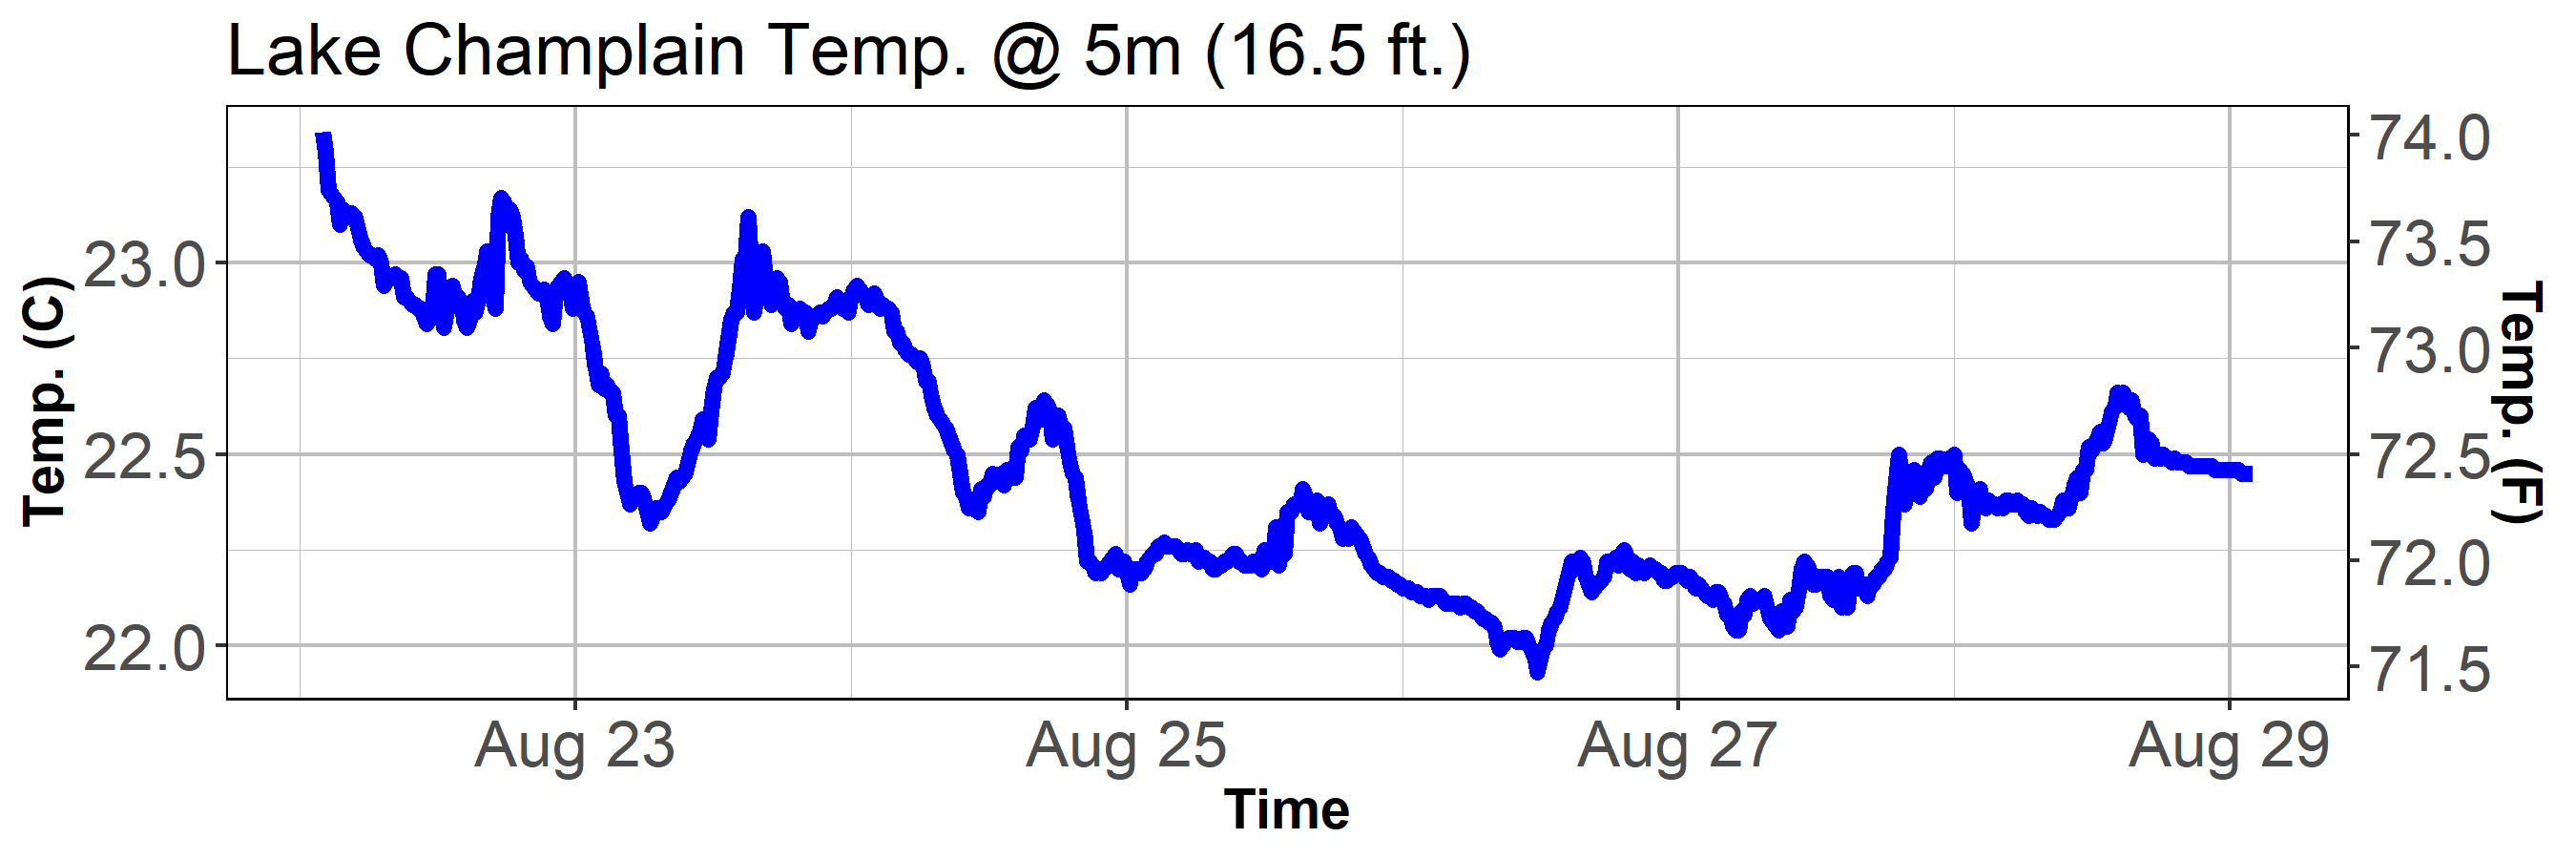 Lake Champlain Temp. @ 5m (16.5 ft.)
Temp. (C)
23.0
22.5
22.0
74.0
73.5
73.0
72.5
72.0
71.5
Temp. (F)
Aug 23
Aug 25
Aug 27
Aug 29
Time